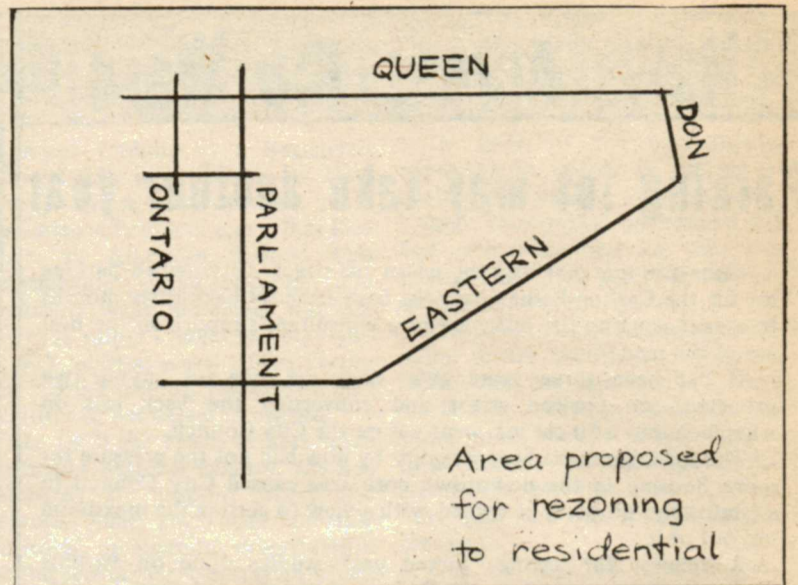 QUEEN
DON
ONTARIO
PARLIAMENT
EASTERN
Area proposed
for rezoning
to residential